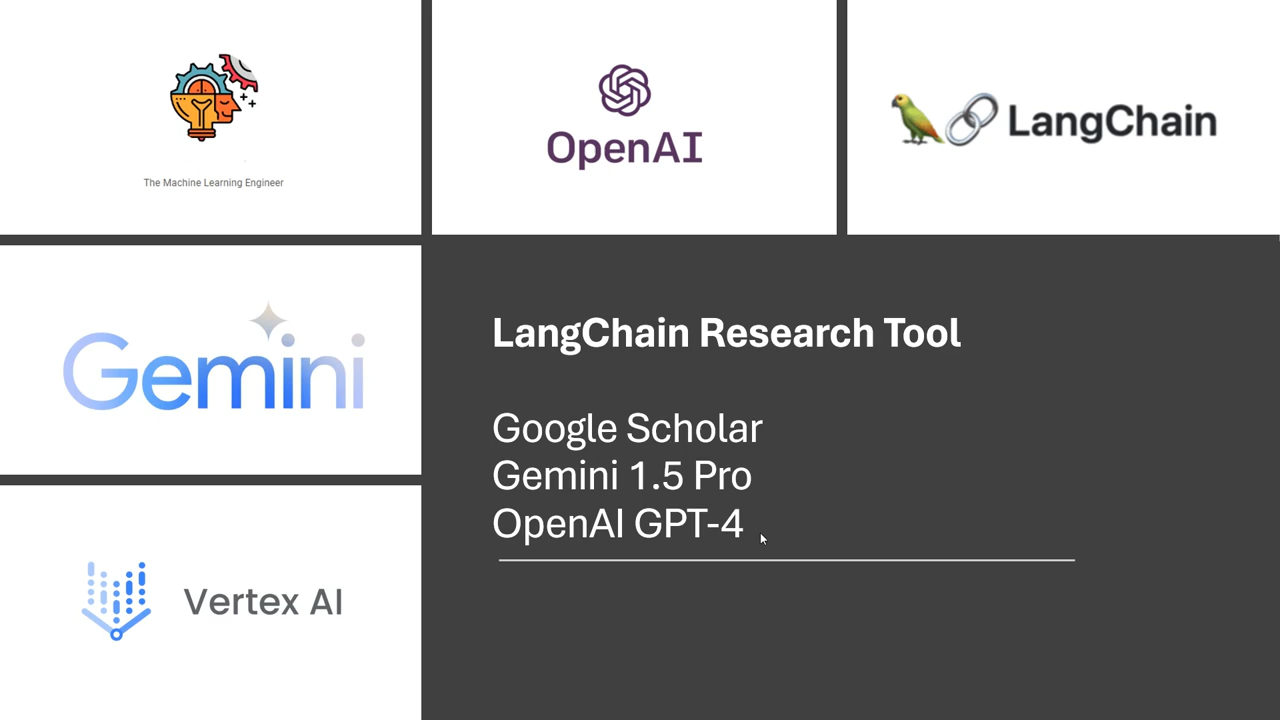 The Machine Learning Engineer
OpenAI
LangChain
Gemini
LangChain Research Tool
Google Scholar
Gemini 1.5 Pro
OpenAI GPT-4
Vertex AI